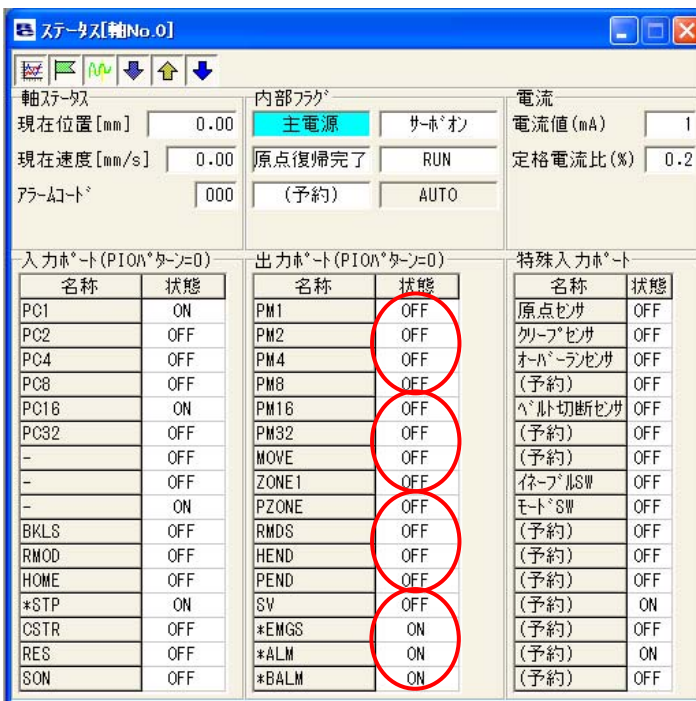 ステータス[軸No.0]
軸ステータス
現在位置[mm] 0.00
現在速度[mm/s] 0.00
アラームコード 000
内部フラグ
主電源 サーボオン
原点復帰完了 RUN
(予約) AUTO
電流
電流値(mA) 1
定格電流比(%) 0.2
入力ポート(PIOパターン=0)
名称 状態
PC1 ON
PC2 OFF
PC4 OFF
PC8 OFF
PC16 ON
PC32 OFF
- OFF
- OFF
- ON
BKLS OFF
RMOD OFF
HOME OFF
*STP ON
CSTR OFF
RES OFF
SON OFF
出力ポート(PIOパターン=0)
名称 状態
PM1 OFF
PM2 OFF
PM4 OFF
PM8 OFF
PM16 OFF
PM32 OFF
MOVE OFF
ZONE1 OFF
PZONE OFF
RMDS OFF
HEND OFF
PEND OFF
SV OFF
*EMGS ON
*ALM ON
*BALM ON
特殊入力ポート
名称 状態
原点センサ OFF
クリープセンサ OFF
オーバーランセンサ OFF
(予約) OFF
ベルト切断センサ OFF
(予約) OFF
(予約) OFF
イネーブルSW OFF
モードSW OFF
(予約) OFF
(予約) OFF
(予約) OFF
(予約) ON
(予約) OFF
(予約) ON
(予約) OFF